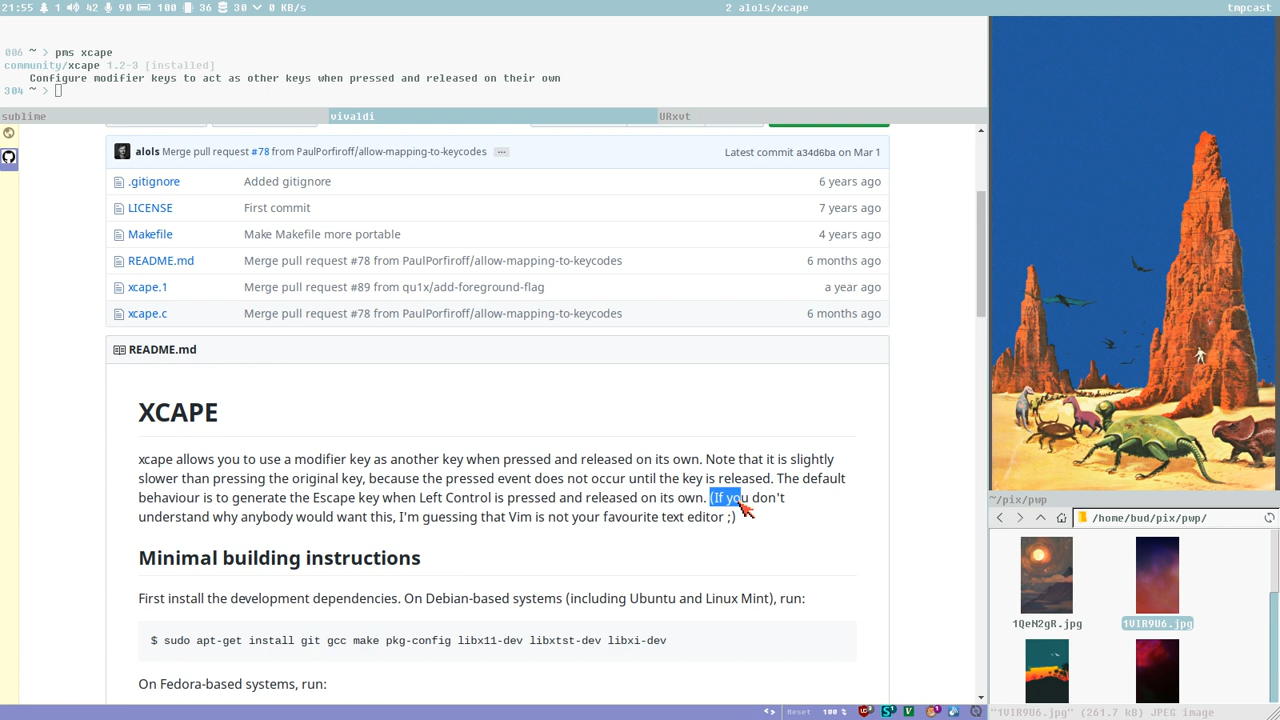 21:55 1 42 90 100 36 30 0 KB/s
2 alols/xcape
tmpcast
006 ~ > pms xcape
community/xcape 1.2-3 [installed]
Configure modifier keys to act as other keys when pressed and released on their own
304 ~ >
sublime
vivaldi
URxvt
alols Merge pull request #78 from PaulPorfiroff/allow-mapping-to-keycodes ... Latest commit a34d6ba on Mar 1
.gitignore Added gitignore 6 years ago
LICENSE First commit 7 years ago
Makefile Make Makefile more portable 4 years ago
README.md Merge pull request #78 from PaulPorfiroff/allow-mapping-to-keycodes 6 months ago
xcape.1 Merge pull request #89 from qu1x/add-foreground-flag a year ago
xcape.c Merge pull request #78 from PaulPorfiroff/allow-mapping-to-keycodes 6 months ago
README.md
XCAPE
xcape allows you to use a modifier key as another key when pressed and released on its own. Note that it is slightly
slower than pressing the original key, because the pressed event does not occur until the key is released. The default
behaviour is to generate the Escape key when Left Control is pressed and released on its own. (If you don't
understand why anybody would want this, I'm guessing that Vim is not your favourite text editor ;)
Minimal building instructions
First install the development dependencies. On Debian-based systems (including Ubuntu and Linux Mint), run:
$ sudo apt-get install git gcc make pkg-config libx11-dev libxtst-dev libxi-dev
On Fedora-based systems, run:
<> Reset 100 %
~/pix/pwp
/home/bud/pix/pwp/
1QeN2gR.jpg
1VIR9U6.jpg
"1VIR9U6.jpg" (261.7 kB) JPEG image